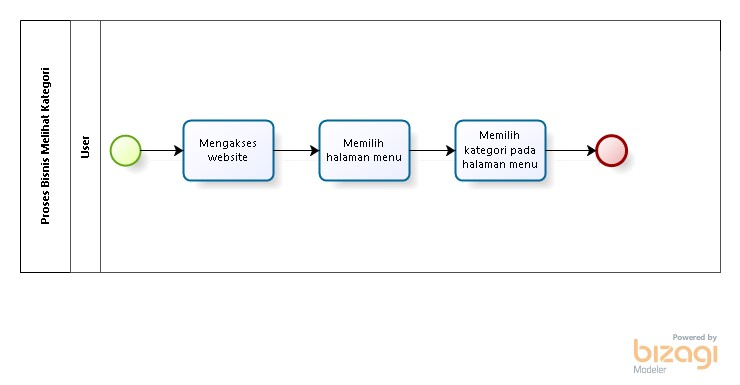 Proses Bisnis Melihat Kategori
User
Mengakses
website
Memilih
halaman menu
Memilih
kategori pada
halaman menu
Powered by
bizagi
Modeler